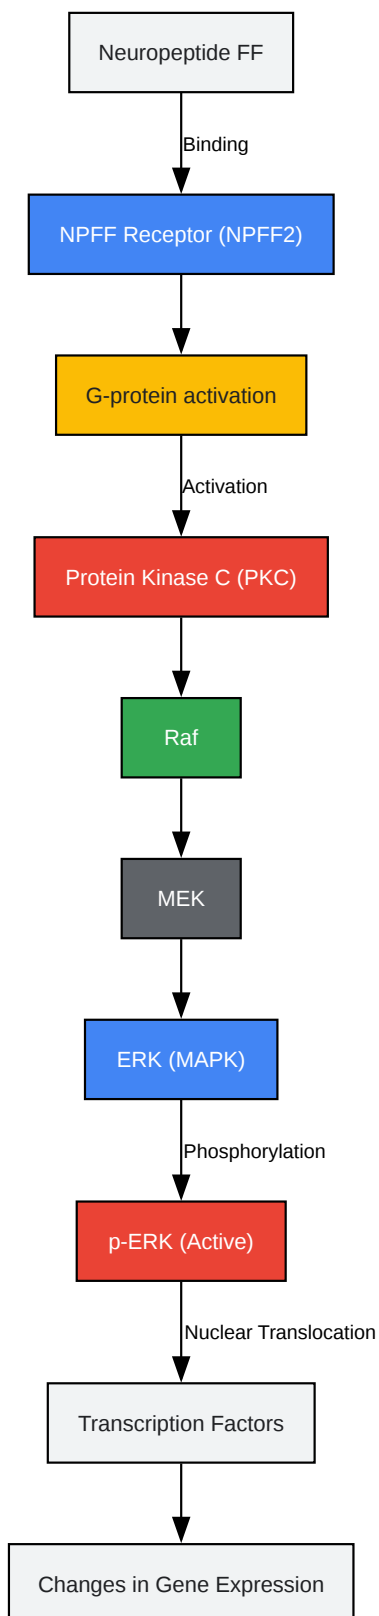 Neuropeptide FF
Binding
NPFF Receptor (NPFF2)
G-protein activation
Activation
Protein Kinase C (PKC)
Raf
MEK
ERK (MAPK)
Phosphorylation
p-ERK (Active)
Nuclear Translocation
Transcription Factors
Changes in Gene Expression